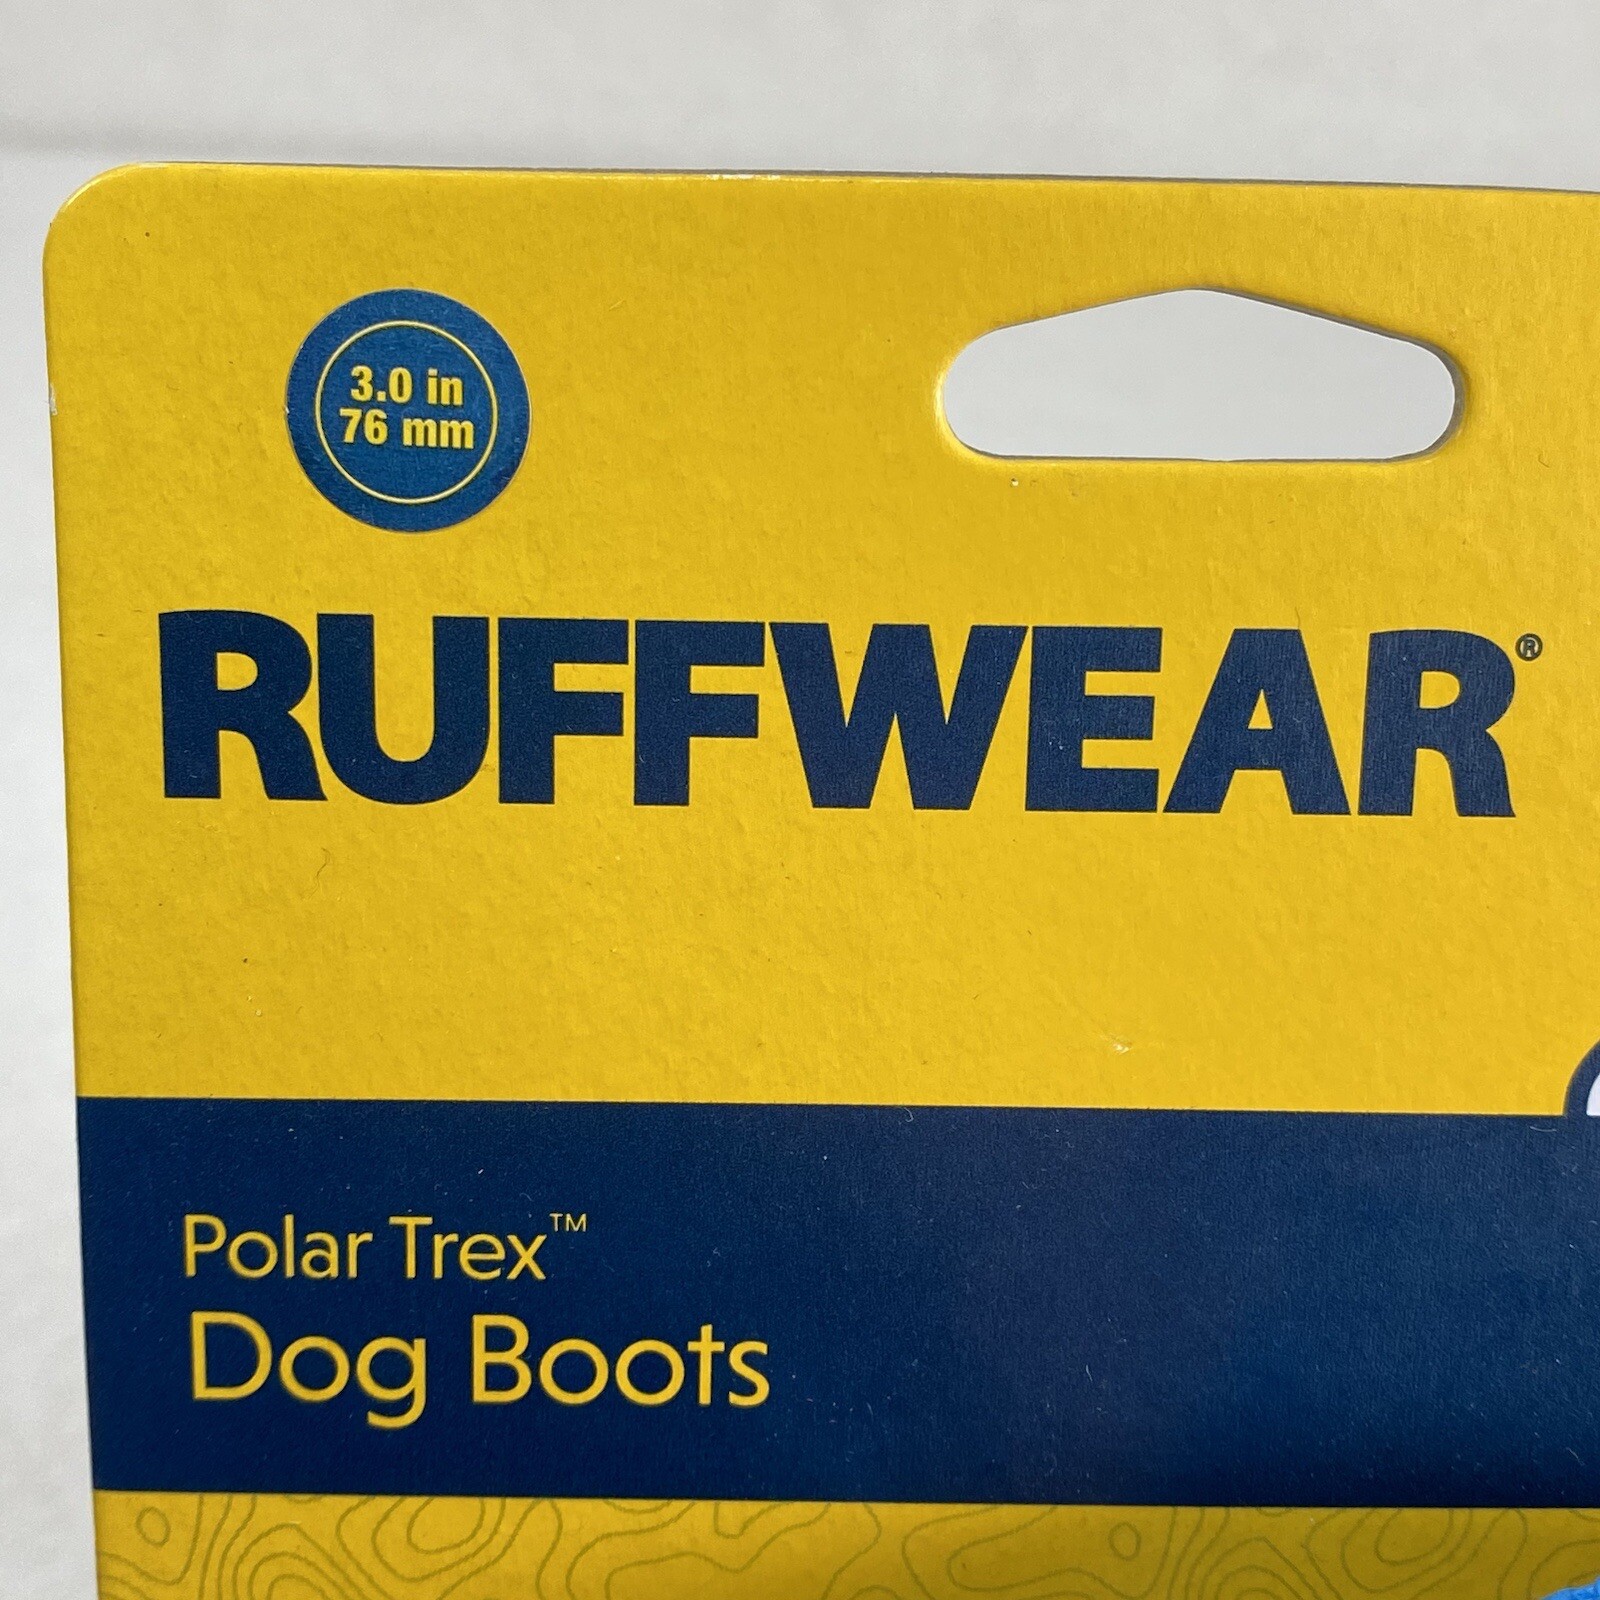 3.0 in
76 mm
RUFFWEAR®
Polar Trex™
Dog Boots